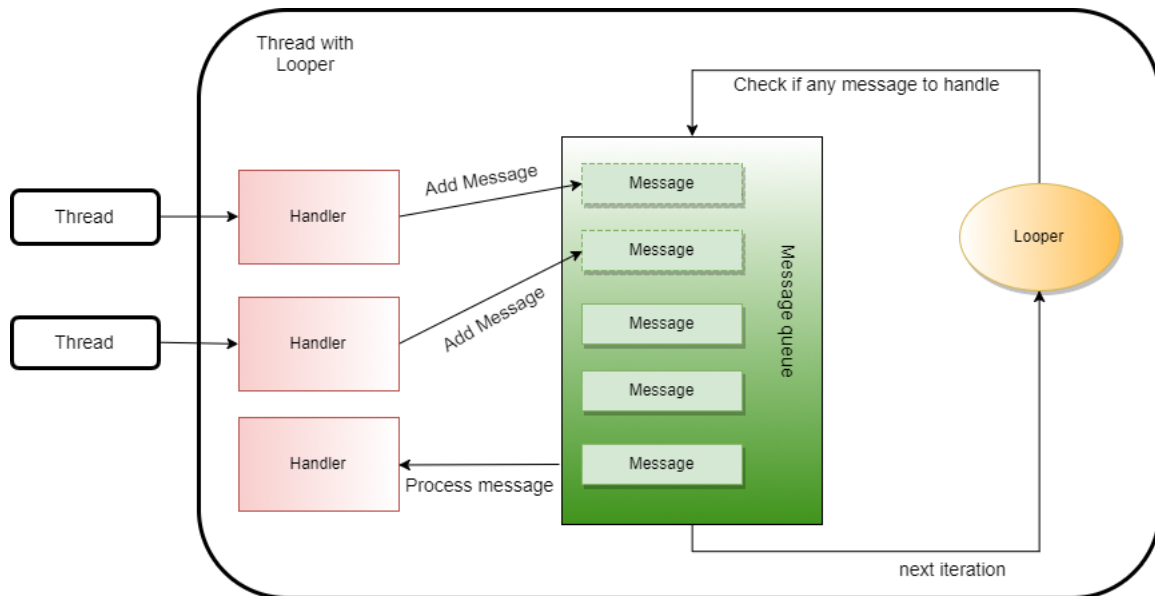 Thread with
Looper
Check if any message to handle
Thread
Handler
Add Message
Message
Message
Looper
Message queue
Thread
Handler
Add Message
Message
Message
Handler
Process message
Message
next iteration